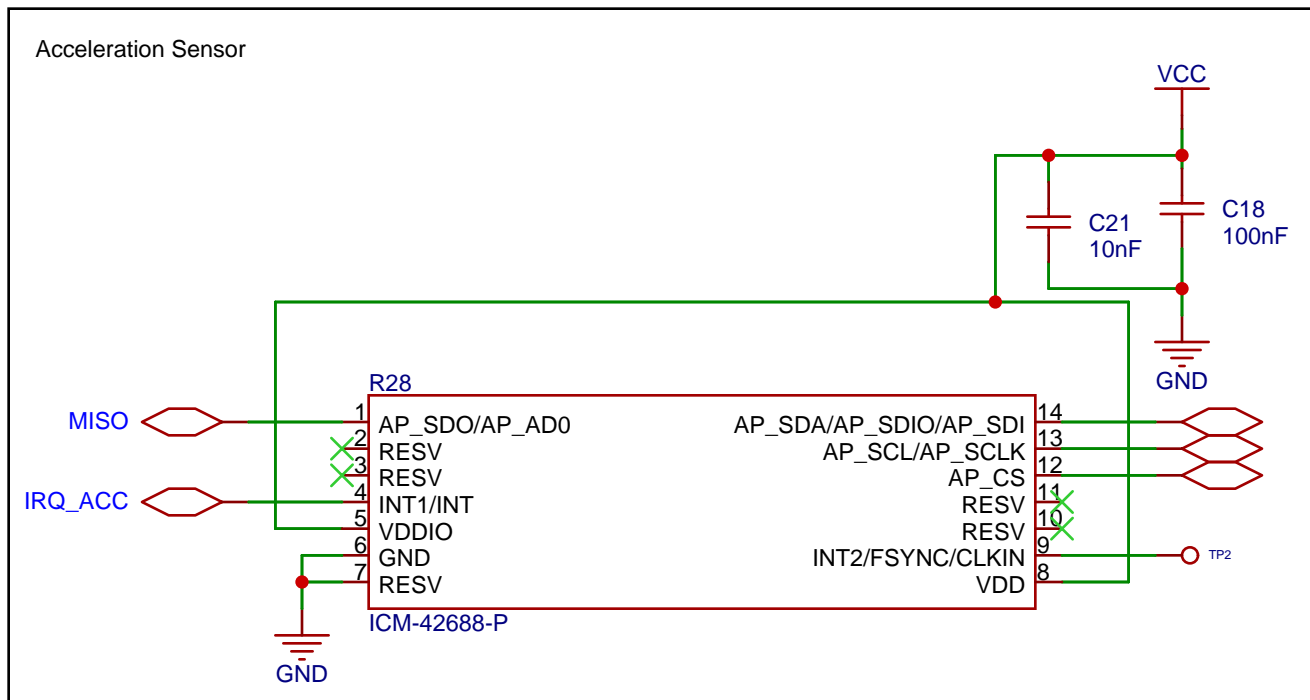 Acceleration Sensor
VCC
C21
10nF
C18
100nF
GND
R28
MISO
1
AP_SDO/AP_AD0
2
RESV
3
RESV
IRQ_ACC
4
INT1/INT
5
VDDIO
6
GND
7
RESV
14
AP_SDA/AP_SDIO/AP_SDI
13
AP_SCL/AP_SCLK
12
AP_CS
11
RESV
10
RESV
9
INT2/FSYNC/CLKIN
TP2
8
VDD
ICM-42688-P
GND